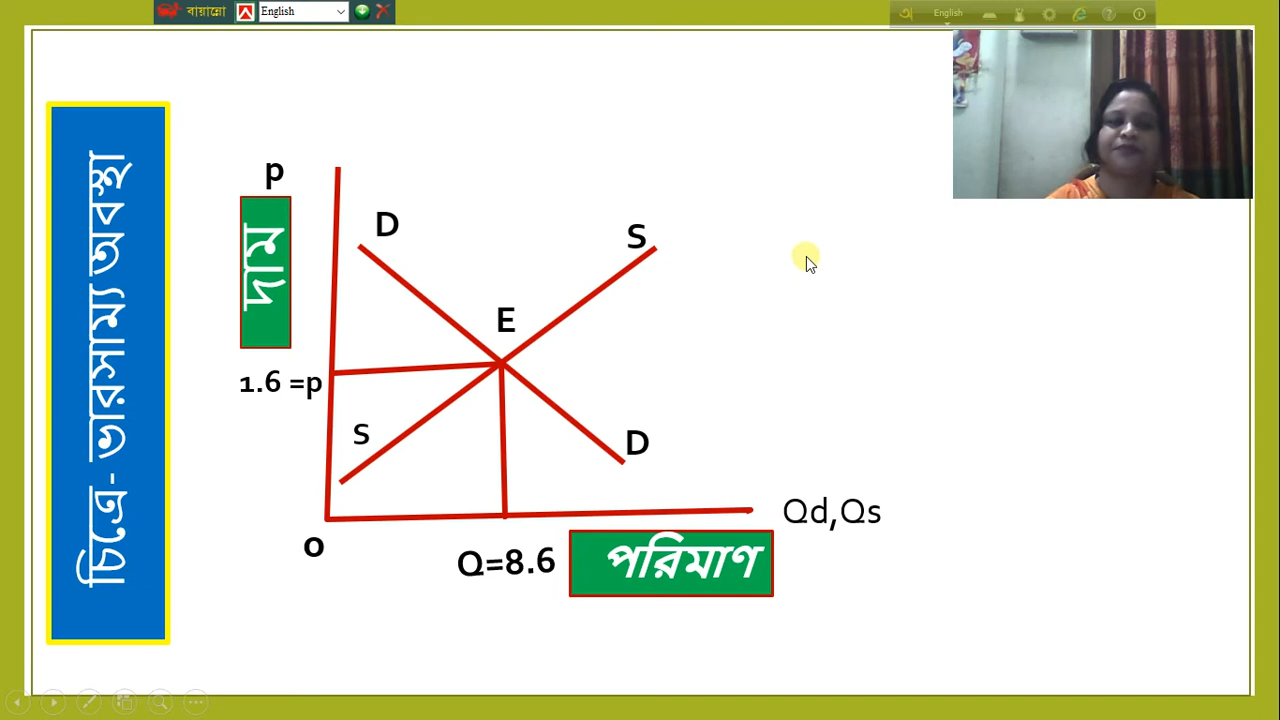 বায়ান্নো
English
অ
English
চিত্রে- ভারসাম্য অবস্থা
p
দাম
D
S
E
1.6 =p
S
D
Qd,Qs
o
Q=8.6
পরিমাণ